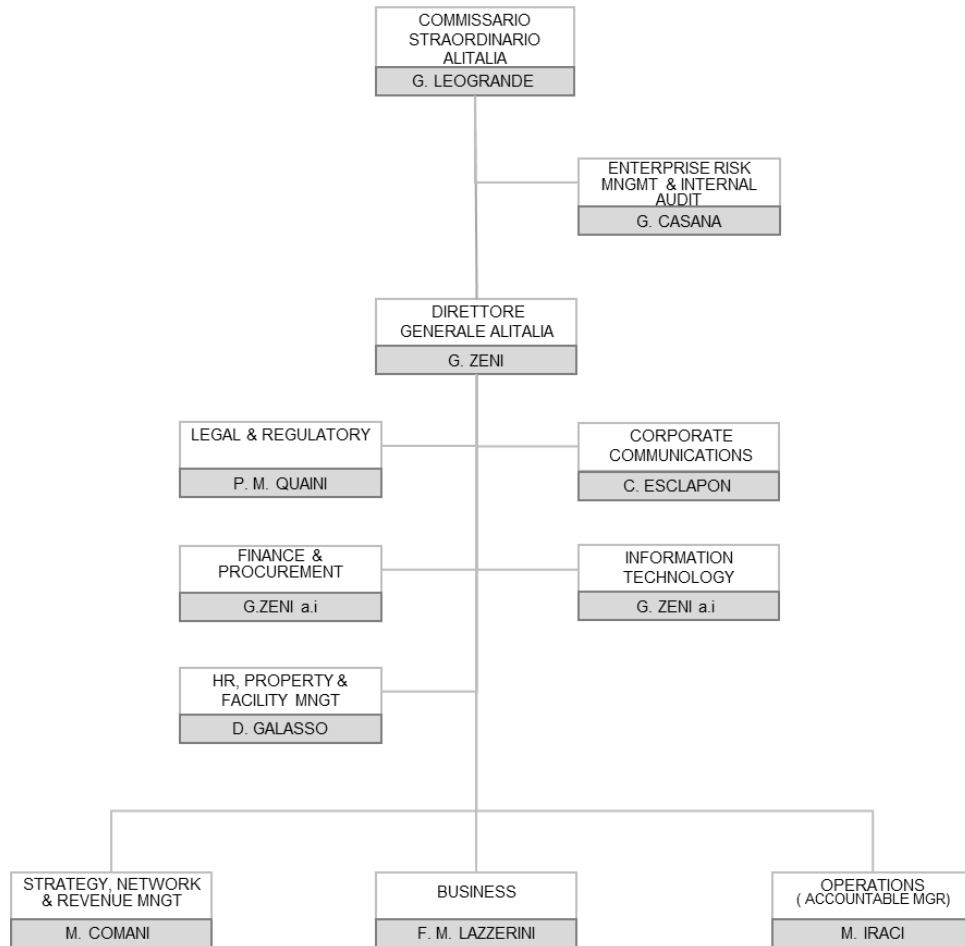 COMMISSARIO
STRAORDINARIO
ALITALIA
G. LEOGRANDE
ENTERPRISE RISK
MNGMT & INTERNAL
AUDIT
G. CASANA
DIRETTORE
GENERALE ALITALIA
G. ZENI
LEGAL & REGULATORY
P. M. QUAINI
CORPORATE
COMMUNICATIONS
C. ESCLAPON
FINANCE &
PROCUREMENT
G.ZENI a.i
INFORMATION
TECHNOLOGY
G. ZENI a.i
HR, PROPERTY &
FACILITY MNGT
D. GALASSO
STRATEGY, NETWORK
& REVENUE MNGT
M. COMANI
BUSINESS
F. M. LAZZERINI
OPERATIONS
( ACCOUNTABLE MGR)
M. IRACI